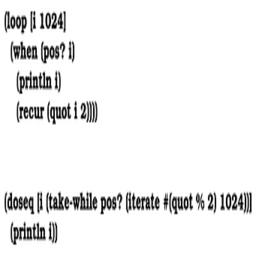 (loop [i 1024]
(when (pos? i)
(println i)
(recur (quot i 2))))
(doseq [i (take-while pos? (iterate #(quot % 2) 1024))]
(println i))